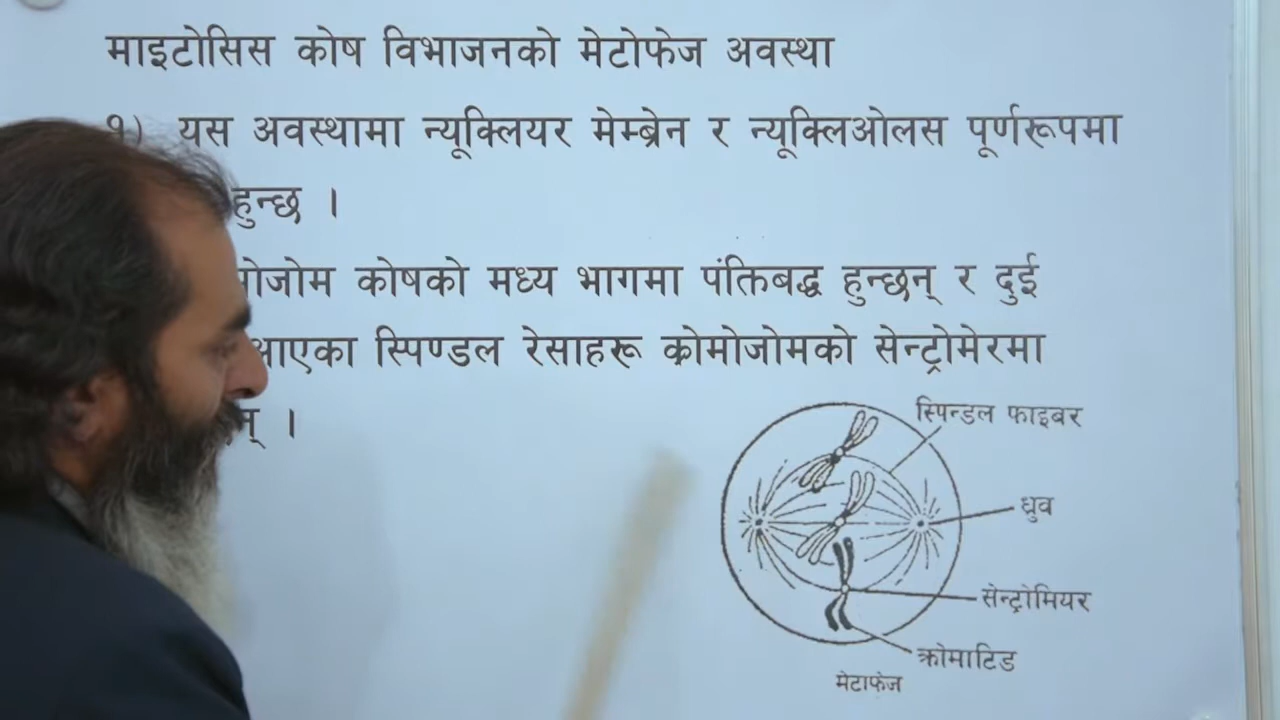 माइटोसिस कोष विभाजनको मेटोफेज अवस्था
१) यस अवस्थामा न्यूक्लियर मेम्ब्रेन र न्यूक्लिओलस पूर्णरूपमा
हुन्छ ।
कोषको मध्य भागमा पंक्तिबद्ध हुन्छन् र दुई
आएका स्पिण्डल रेसाहरू क्रोमोजोमको सेन्ट्रोमेरमा
।
स्पिन्डल फाइबर
ध्रुव
सेन्ट्रोमियर
क्रोमाटिड
मेटाफेज